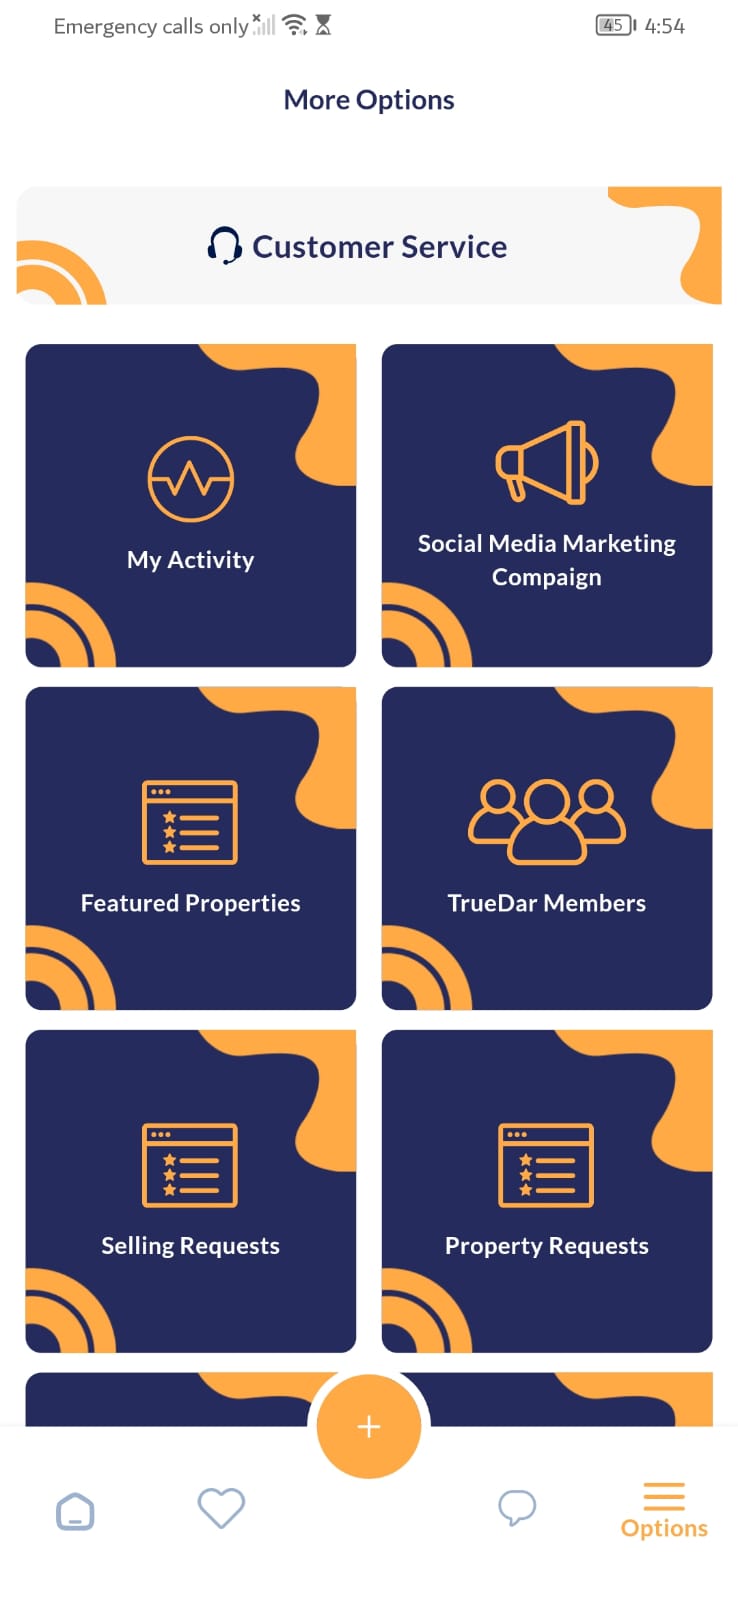 Emergency calls only 45 4:54
More Options
Customer Service
My Activity
Social Media Marketing
Compaign
Featured Properties
TrueDar Members
Selling Requests
Property Requests
+
Options